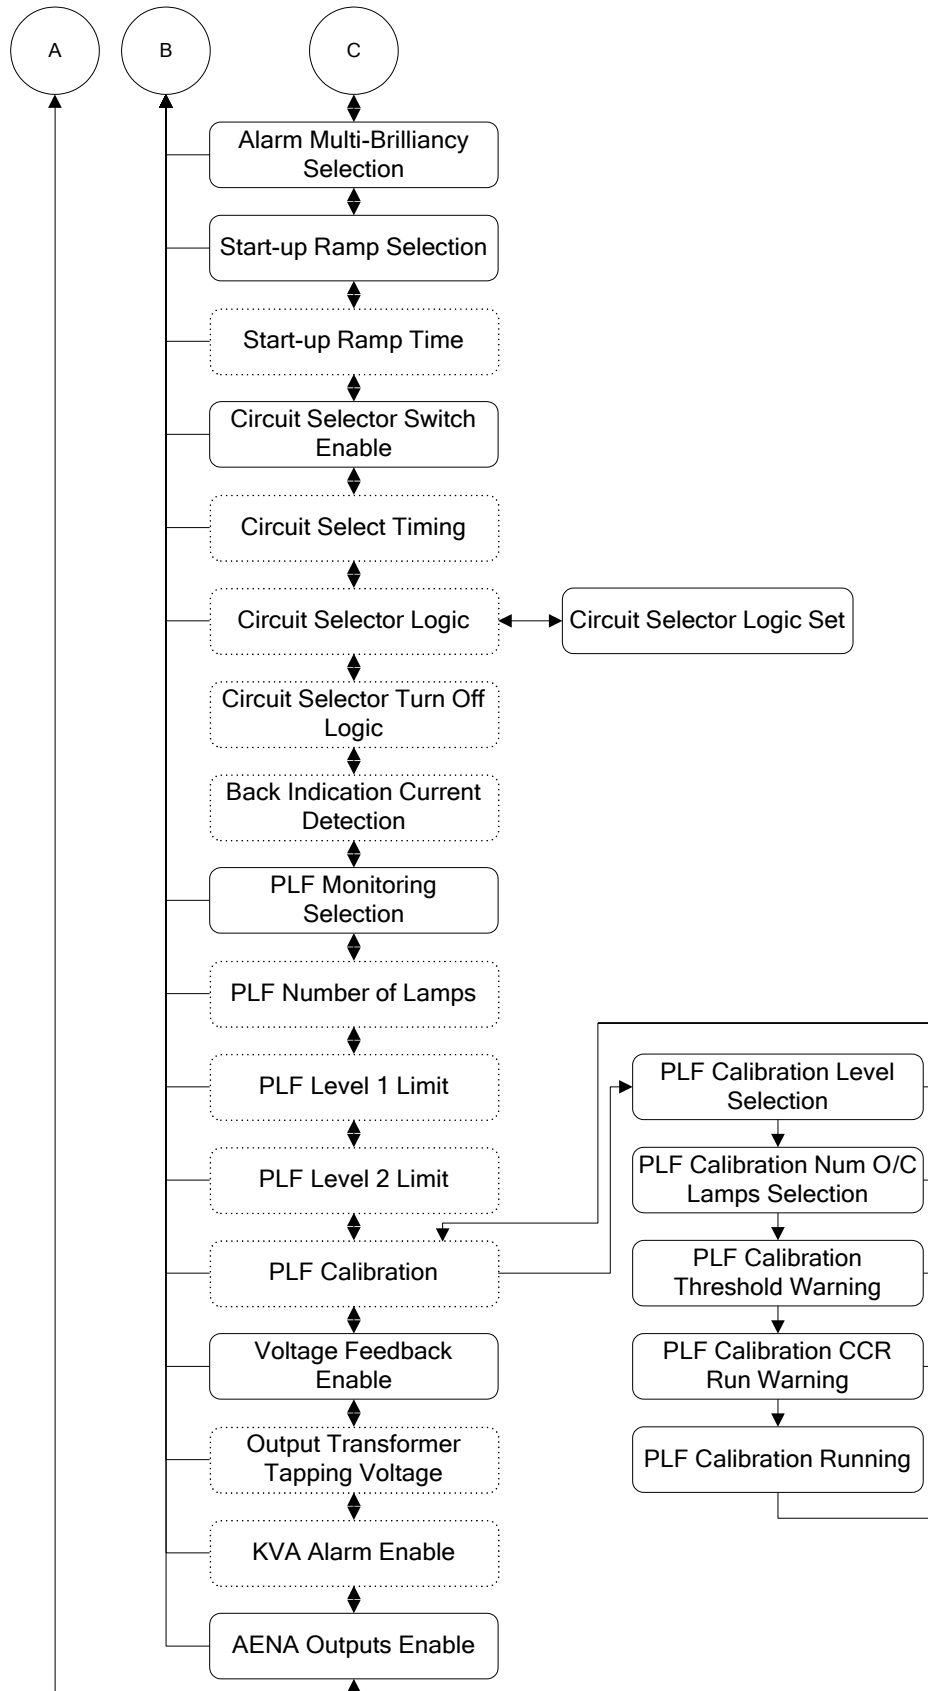 A
B
C
Alarm Multi-Brilliancy
Selection
Start-up Ramp Selection
Start-up Ramp Time
Circuit Selector Switch
Enable
Circuit Select Timing
Circuit Selector Logic
Circuit Selector Logic Set
Circuit Selector Turn Off
Logic
Back Indication Current
Detection
PLF Monitoring
Selection
PLF Number of Lamps
PLF Level 1 Limit
PLF Level 2 Limit
PLF Calibration
PLF Calibration Level
Selection
PLF Calibration Num O/C
Lamps Selection
PLF Calibration
Threshold Warning
PLF Calibration CCR
Run Warning
PLF Calibration Running
Voltage Feedback
Enable
Output Transformer
Tapping Voltage
KVA Alarm Enable
AENA Outputs Enable